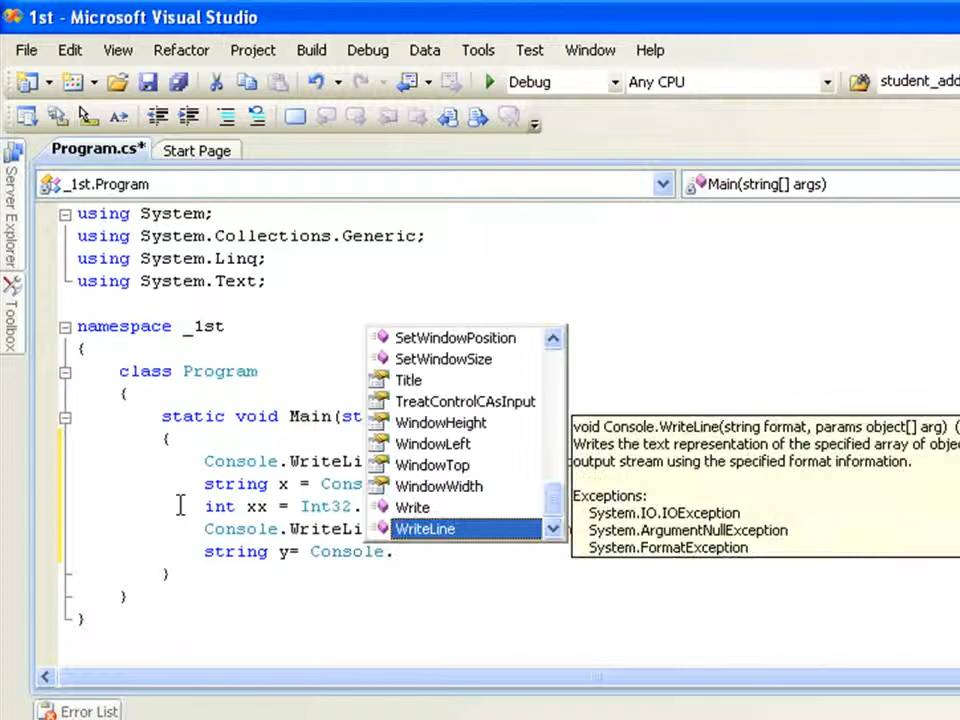 1st - Microsoft Visual Studio
File Edit View Refactor Project Build Debug Data Tools Test Window Help
Debug Any CPU student_add
Program.cs* Start Page
_1st.Program Main(string[] args)
Server Explorer
Toolbox
using System;
using System.Collections.Generic;
using System.Linq;
using System.Text;
namespace _1st
{
class Program
{
static void Main(st
{
Console.WriteLi
string x = Cons
int xx = Int32.
Console.WriteLi
string y= Console.
}
}
}
SetWindowPosition
SetWindowSize
Title
TreatControlCAsInput
WindowHeight
WindowLeft
WindowTop
WindowWidth
Write
WriteLine
void Console.WriteLine(string format, params object[] arg) (
Writes the text representation of the specified array of obje
output stream using the specified format information.
Exceptions:
System.IO.IOException
System.ArgumentNullException
System.FormatException
Error List